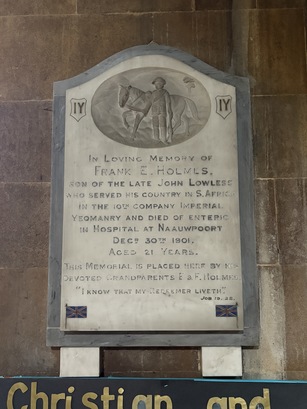 IY IY
In Loving Memory of
Frank E. Holmes,
son of the late John Lowless
who served his country in S. Africa
in the 10th Company Imperial
Yeomanry and died of enteric
in Hospital at Naauwpoort
Decr 30th 1901,
Aged 21 Years.
This Memorial is placed here by his
devoted grandparents E. & F. Holmes
"I know that my Redeemer liveth."
Job 19. 25.
Christian and